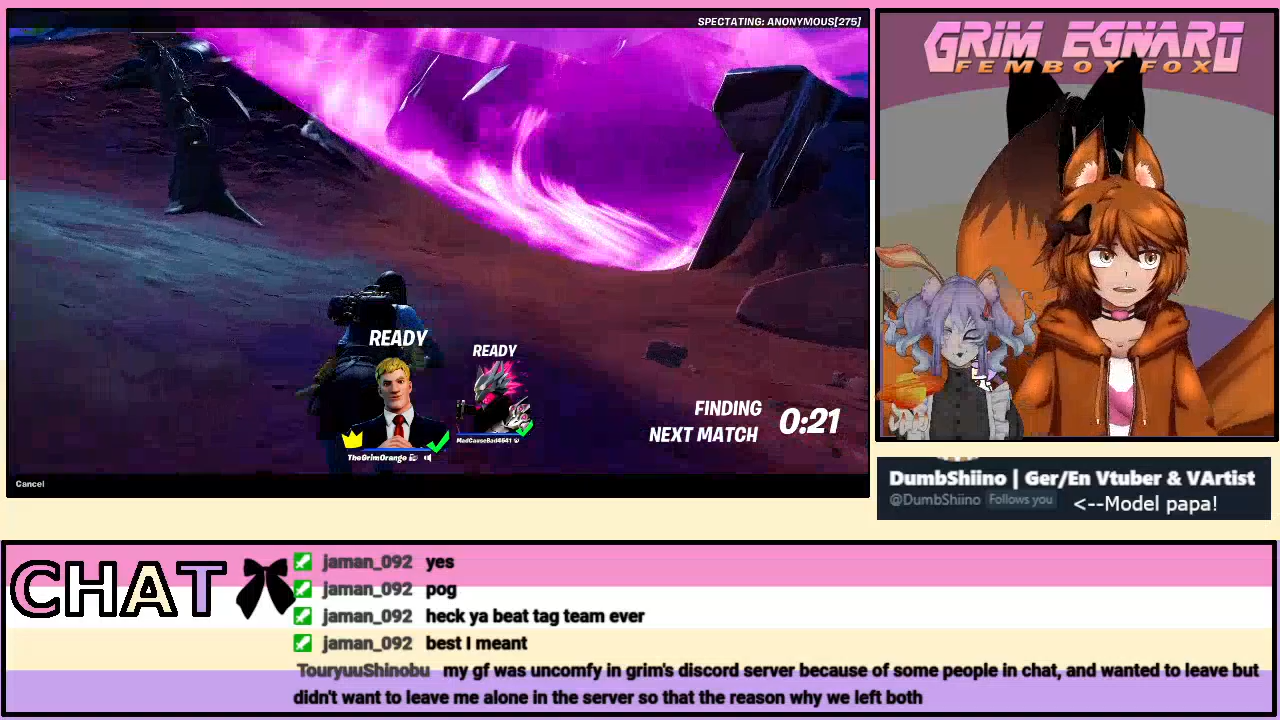 SPECTATING: ANONYMOUS[275]
GRIM EGNART
FEMBOY FOX
READY
READY
FINDING
NEXT MATCH
0:21
MadCauseBad4641
TheGrimOrange
Cancel
DumbShiino | Ger/En Vtuber & VArtist
@DumbShiino Follows you <--Model papa!
CHAT
jaman_092 yes
jaman_092 pog
jaman_092 heck ya beat tag team ever
jaman_092 best I meant
TouryuuShinobu my gf was uncomfy in grim's discord server because of some people in chat, and wanted to leave but
didn't want to leave me alone in the server so that the reason why we left both